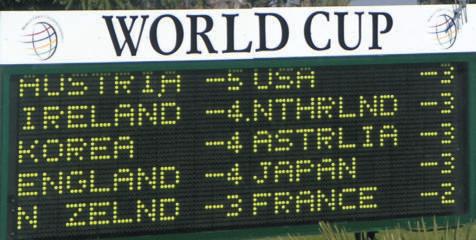 WORLD CUP
AUSTRIA -5 USA -3
IRELAND -4. NTHRLND -3
KOREA -4 ASTRLIA -3
ENGLAND -4 JAPAN -3
N ZELND -3 FRANCE -2